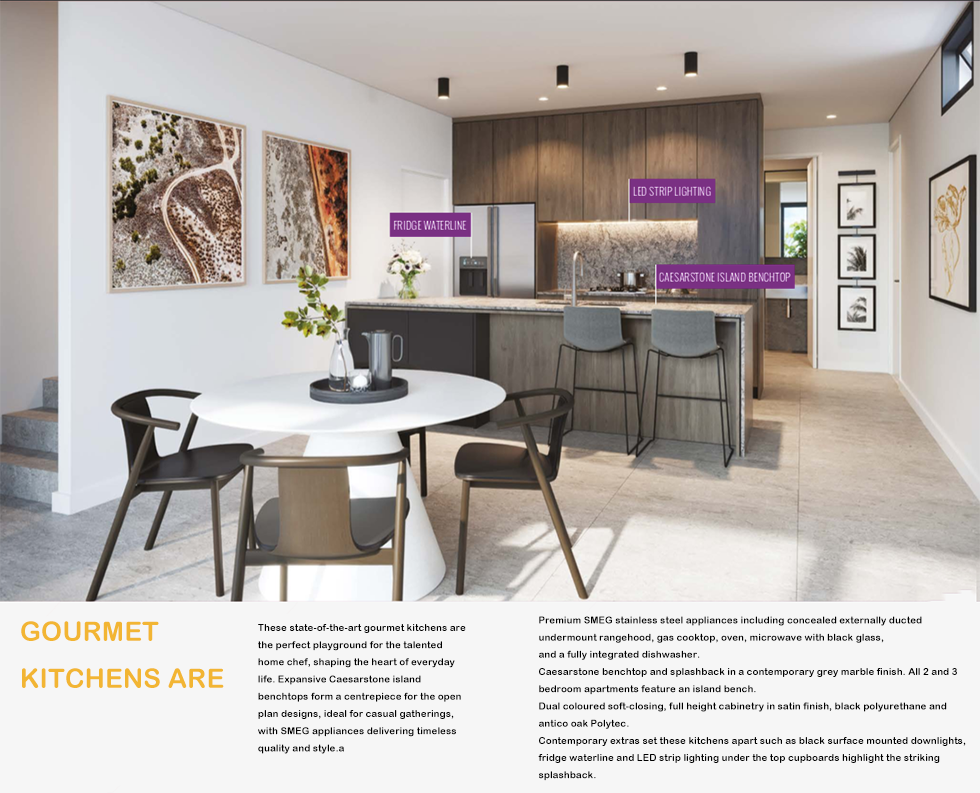 LED STRIP LIGHTING
FRIDGE WATERLINE
CAESARSTONE ISLAND BENCHTOP
GOURMET
KITCHENS ARE
These state-of-the-art gourmet kitchens are
the perfect playground for the talented
home chef, shaping the heart of everyday
life. Expansive Caesarstone island
benchtops form a centrepiece for the open
plan designs, ideal for casual gatherings,
with SMEG appliances delivering timeless
quality and style.a
Premium SMEG stainless steel appliances including concealed externally ducted
undermount rangehood, gas cooktop, oven, microwave with black glass,
and a fully integrated dishwasher.
Caesarstone benchtop and splashback in a contemporary grey marble finish. All 2 and 3
bedroom apartments feature an island bench.
Dual coloured soft-closing, full height cabinetry in satin finish, black polyurethane and
antico oak Polytec.
Contemporary extras set these kitchens apart such as black surface mounted downlights,
fridge waterline and LED strip lighting under the top cupboards highlight the striking
splashback.